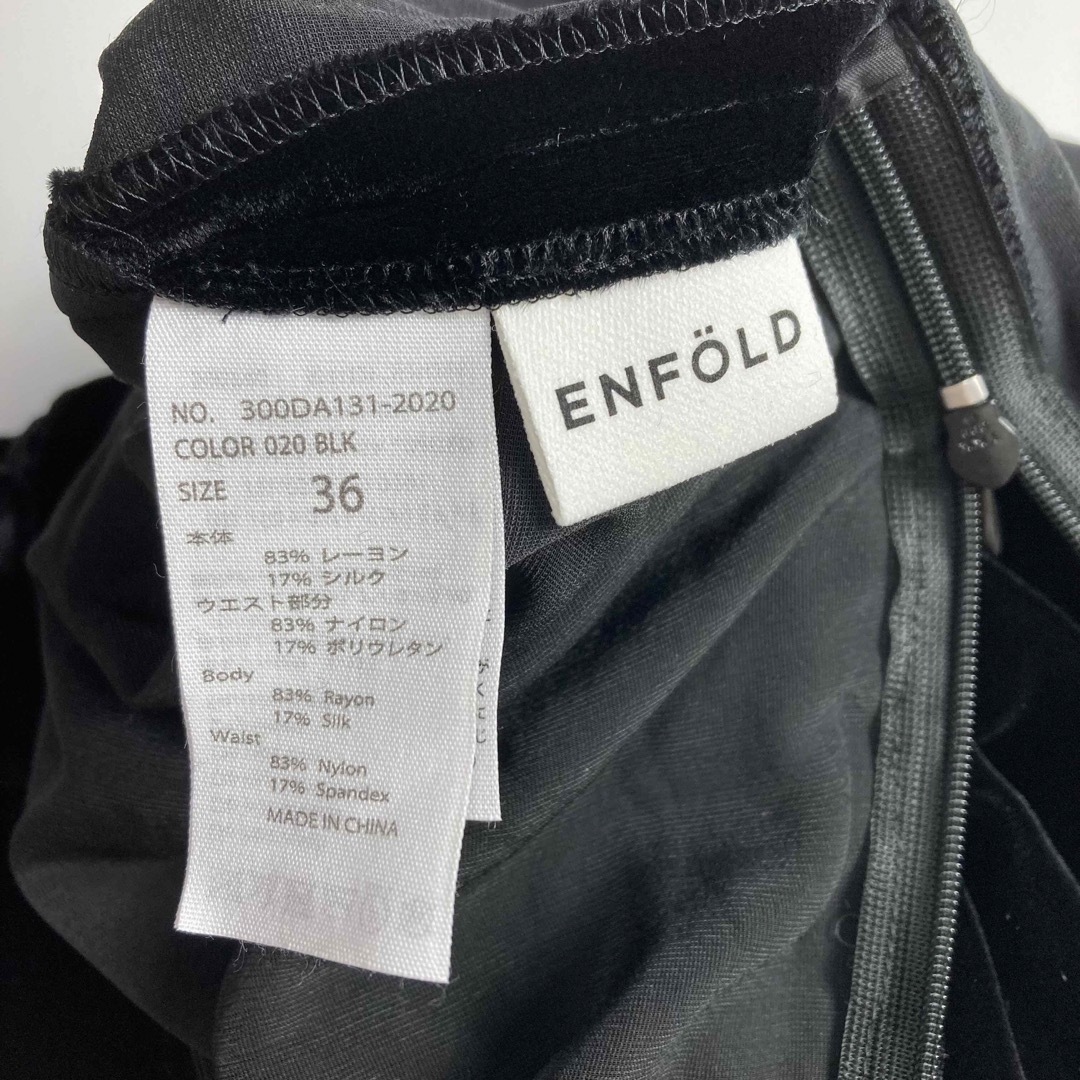 NO. 300DA131-2020
COLOR 020 BLK
SIZE 36
本体
83% レーヨン
17% シルク
ウエスト部分
83% ナイロン
17% ポリウレタン
Body
83% Rayon
17% Silk
Waist
83% Nylon
17% Spandex
MADE IN CHINA
ENFÖLD